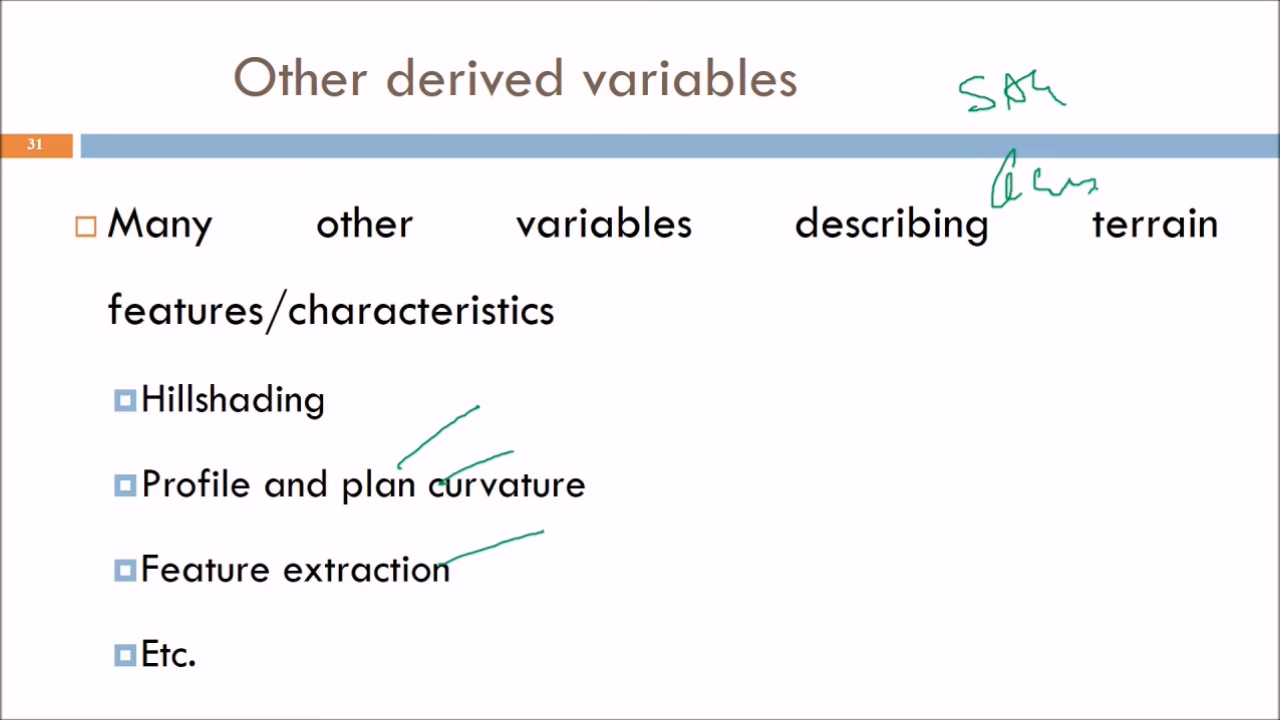 Other derived variables
31
Many other variables describing terrain
features/characteristics
Hillshading
Profile and plan curvature
Feature extraction
Etc.